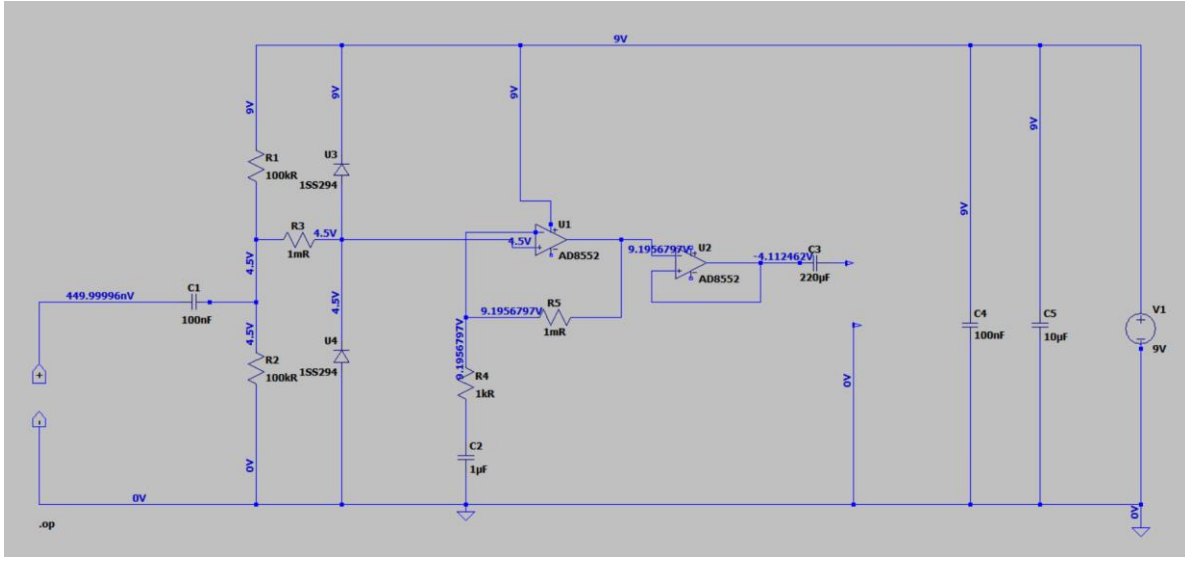 9V
9V
9V
9V
R1
100kR
U3
1SS294
R3
4.5V
1mR
4.5V
4.5V
449.99996nV
C1
100nF
4.5V
R2
100kR
U4
1SS294
0V
U1
4.5V
AD8552
9.1956797V
U2
AD8552
-4.112462V
C3
220µF
9.1956797V
R5
1mR
9.1956797V
R4
1kR
C2
1µF
0V
9V
C4
100nF
9V
C5
10µF
V1
9V
+
-
0V
0V
.op